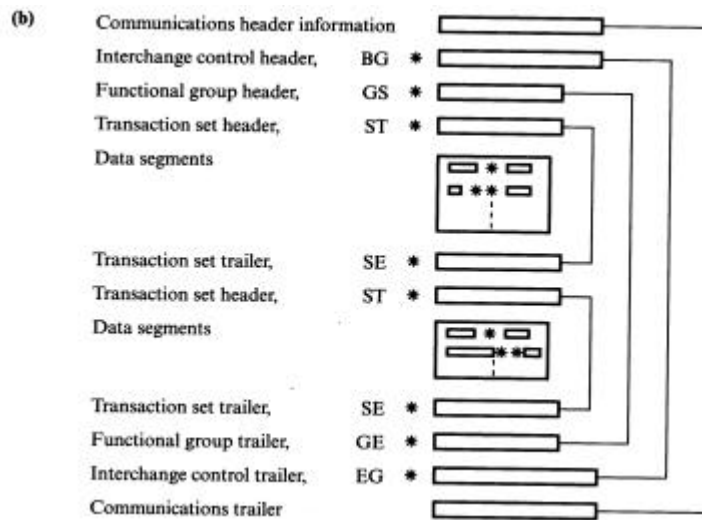 (b) Communications header information
Interchange control header, BG *
Functional group header, GS *
Transaction set header, ST *
Data segments
*
* *
Transaction set trailer, SE *
Transaction set header, ST *
Data segments
*
* *
Transaction set trailer, SE *
Functional group trailer, GE *
Interchange control trailer, EG *
Communications trailer